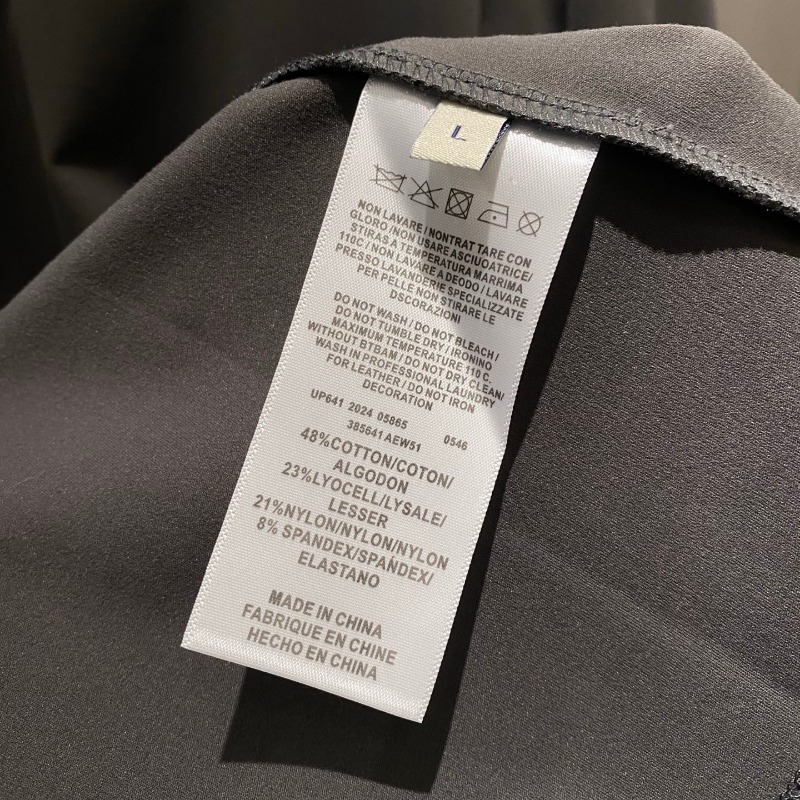 L
NON LAVARE / NONTRAT TARE CON
GLORO /NON USARE ASCIUOATRICE/
STIRAS A TEMPERATURA MARRIMA
110C / NON LAVARE A DEODO / LAVARE
PRESSO LAVANDERIE SPECIALIZZATE
PER PELLE NON STIRARE LE
DSCORAZIONI
DO NOT WASH / DO NOT BLEACH /
DO NOT TUMBLE DRY / IRONINO
MAXIMUM TEMPERATURE 110 C.
WITHOUT BTBAM / DO NOT DRY CLEAN/
WASH IN PROFESSIONAL LAUNDRY
FOR LEATHER / DO NOT IRON
DECORATION
UP641 2024 05865
385641 AEW51 0546
48%COTTON/COTON/
ALGODON
23%LYOCELL/LYSALE/
LESSER
21%NYLON/NYLON/NYLON
8% SPANDEX/SPANDEX/
ELASTANO
MADE IN CHINA
FABRIQUE EN CHINE
HECHO EN CHINA